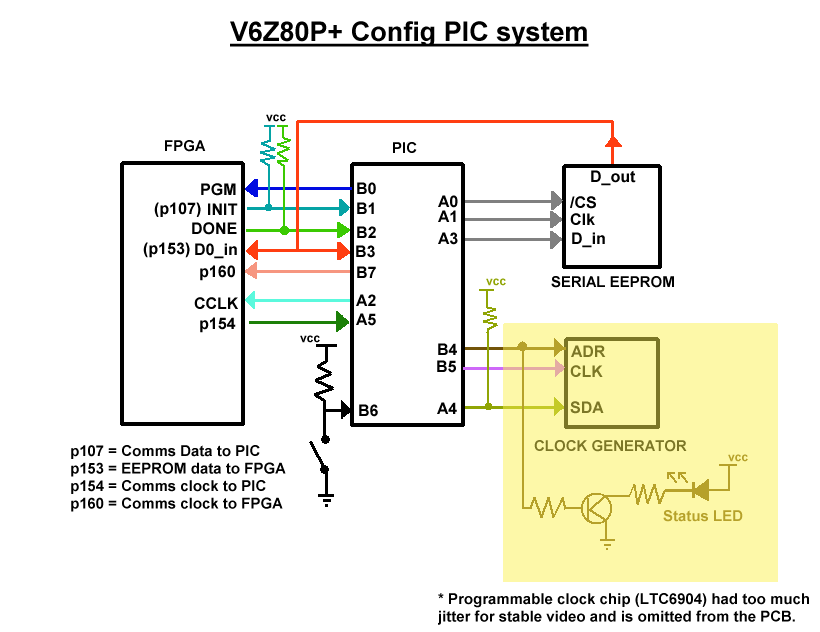 V6Z80P+ Config PIC system
vcc
FPGA
PIC
D_out
PGM
B0
A0
/CS
(p107) INIT
B1
A1
Clk
DONE
B2
A3
D_in
(p153) D0_in
B3
p160
B7
SERIAL EEPROM
vcc
CCLK
A2
p154
A5
vcc
B4
ADR
B5
CLK
B6
A4
SDA
CLOCK GENERATOR
p107 = Comms Data to PIC
p153 = EEPROM data to FPGA
p154 = Comms clock to PIC
p160 = Comms clock to FPGA
vcc
Status LED
* Programmable clock chip (LTC6904) had too much
jitter for stable video and is omitted from the PCB.